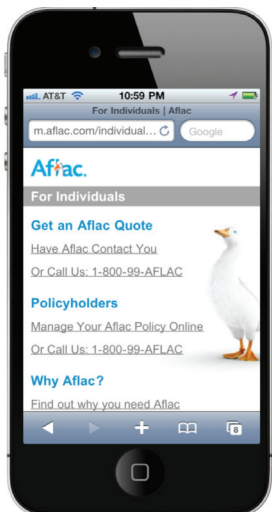 AT&T 10:59 PM
For Individuals | Aflac
m.aflac.com/individual... Google
Aflac.
For Individuals
Get an Aflac Quote
Have Aflac Contact You
Or Call Us: 1-800-99-AFLAC
Policyholders
Manage Your Aflac Policy Online
Or Call Us: 1-800-99-AFLAC
Why Aflac?
Find out why you need Aflac
8